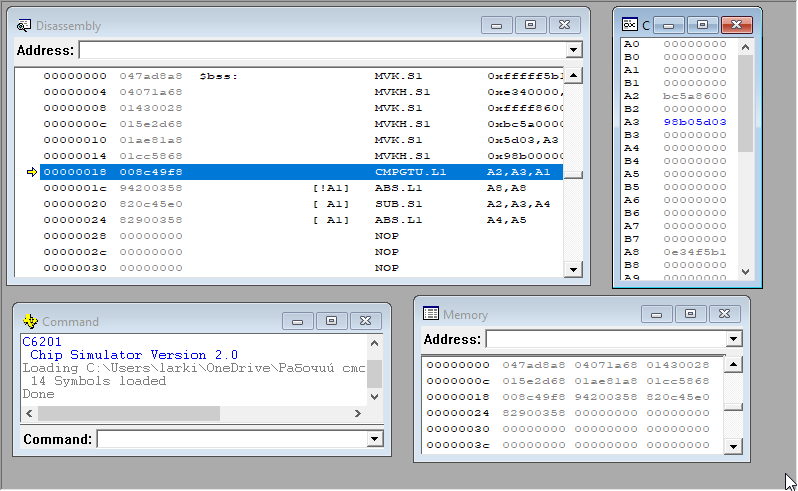 Disassembly
Address:
00000000 047ad8a8 $bss: MVK.S1 0xfffff5b1
00000004 04071a68 MVKH.S1 0xe340000,
00000008 01430028 MVK.S1 0xffff8600
0000000c 015e2d68 MVKH.S1 0xbc5a000
00000010 01ae81a8 MVK.S1 0x5d03,A3
00000014 01cc5868 MVKH.S1 0x98b0000
00000018 008c49f8 CMPGTU.L1 A2,A3,A1
0000001c 94200358 [!A1] ABS.L1 A8,A8
00000020 820c45e0 [ A1] SUB.S1 A2,A3,A4
00000024 82900358 [ A1] ABS.L1 A4,A5
00000028 00000000 NOP
0000002c 00000000 NOP
00000030 00000000 NOP
C
A0 00000000
B0 00000000
A1 00000000
B1 00000000
A2 bc5a8600
B2 00000000
A3 98b05d03
B3 00000000
A4 00000000
B4 00000000
A5 00000000
B5 00000000
A6 00000000
B6 00000000
A7 00000000
B7 00000000
A8 0e34f5b1
B8 00000000
A9 00000000
Command
C6201
Chip Simulator Version 2.0
Loading C:\Users\larki\OneDrive\Рабочий стс
14 Symbols loaded
Done
Command:
Memory
Address:
00000000 047ad8a8 04071a68 01430028
0000000c 015e2d68 01ae81a8 01cc5868
00000018 008c49f8 94200358 820c45e0
00000024 82900358 00000000 00000000
00000030 00000000 00000000 00000000
0000003c 00000000 00000000 00000000